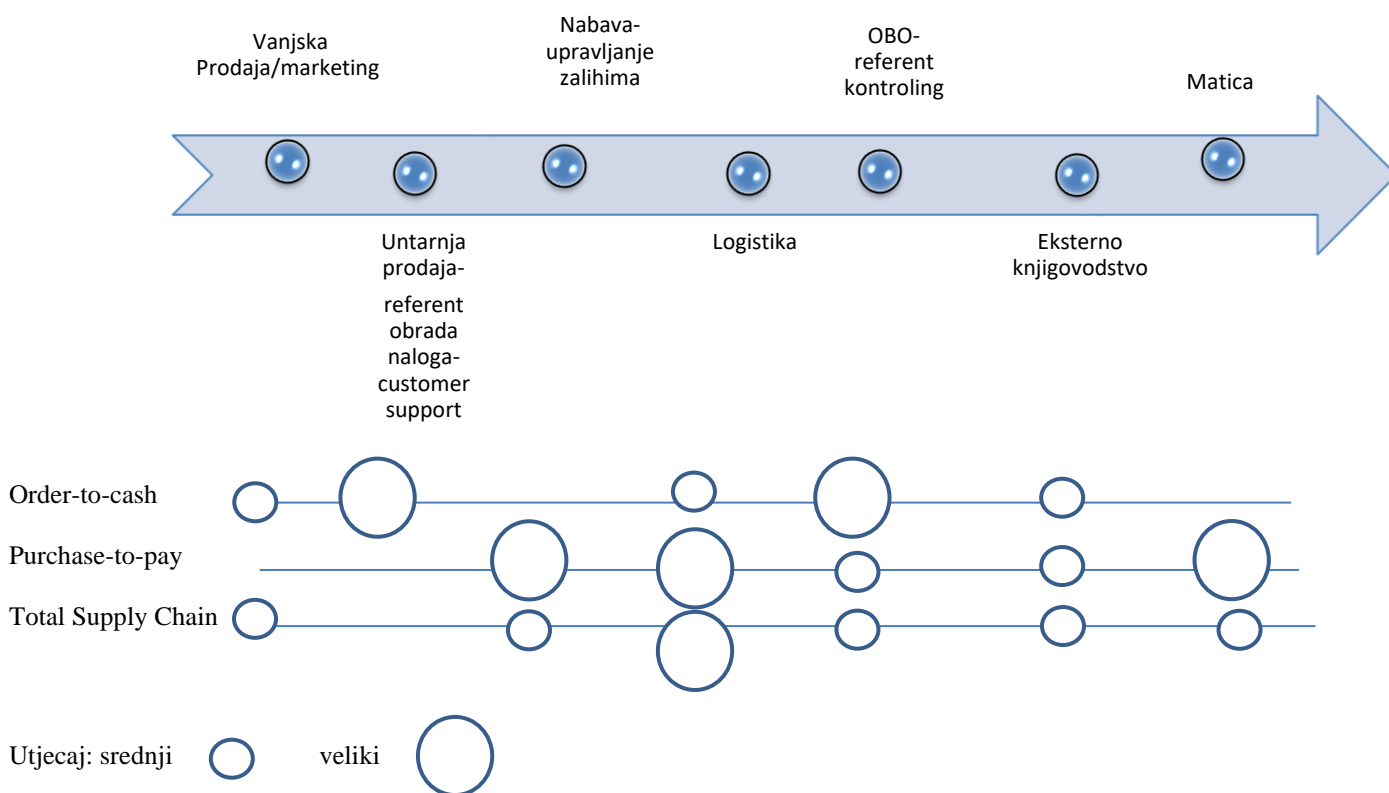 Vanjska
Prodaja/marketing
Nabava-
upravljanje
zalihima
OBO-
referent
kontroling
Matica
Untarnja
prodaja-
referent
obrada
naloga-
customer
support
Logistika
Eksterno
knjigovodstvo
Order-to-cash
Purchase-to-pay
Total Supply Chain
Utjecaj: srednji veliki